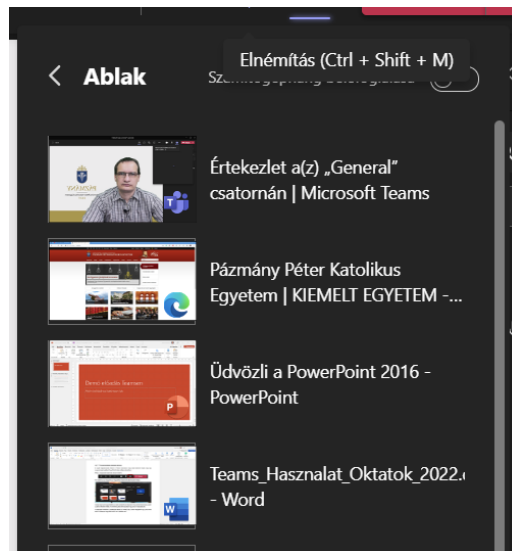 Elnémítás (Ctrl + Shift + M)
Ablak
Értekezlet a(z) „General”
csatornán | Microsoft Teams
Pázmány Péter Katolikus
Egyetem | KIEMELT EGYETEM -...
Üdvözli a PowerPoint 2016 -
PowerPoint
Teams_Hasznalat_Oktatok_2022.
- Word